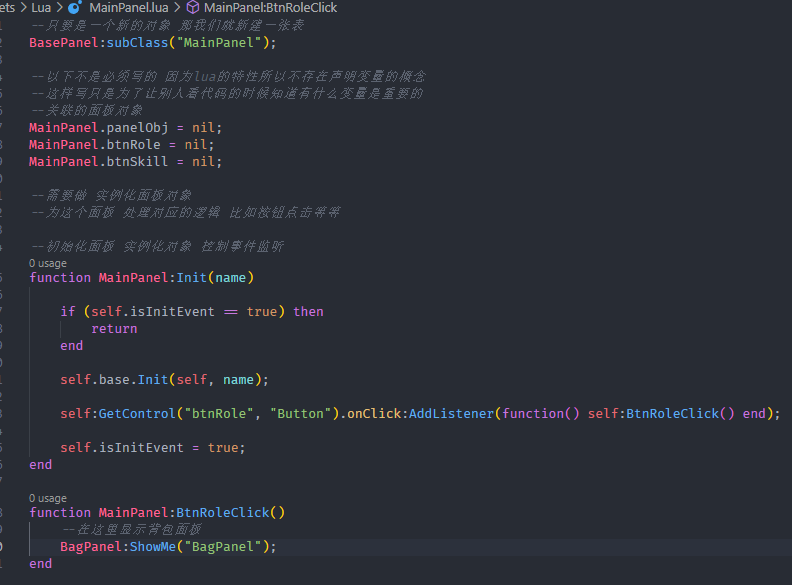 ets > Lua > MainPanel.lua > MainPanel:BtnRoleClick
--只要是一个新的对象 那我们就新建一张表
BasePanel:subClass("MainPanel");
--以下不是必须写的 因为lua的特性所以不存在声明变量的概念
--这样写只是为了让别人看代码的时候知道有什么变量是重要的
--关联的面板对象
MainPanel.panelObj = nil;
MainPanel.btnRole = nil;
MainPanel.btnSkill = nil;
--需要做 实例化面板对象
--为这个面板 处理对应的逻辑 比如按钮点击等等
--初始化面板 实例化对象 控制事件监听
0 usage
function MainPanel:Init(name)
if (self.isInitEvent == true) then
return
end
self.base.Init(self, name);
self:GetControl("btnRole", "Button").onClick:AddListener(function() self:BtnRoleClick() end);
self.isInitEvent = true;
end
0 usage
function MainPanel:BtnRoleClick()
--在这里显示背包面板
BagPanel:ShowMe("BagPanel");
end